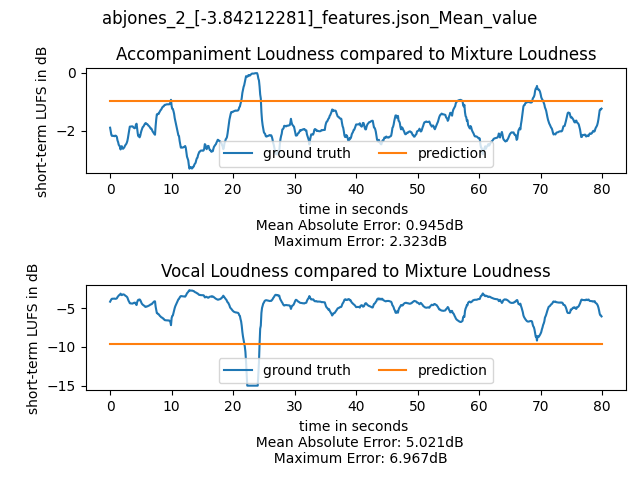 abjones_2_[-3.84212281]_features.json_Mean_value
Accompaniment Loudness compared to Mixture Loudness
short-term LUFS in dB
0
−2
ground truth
prediction
0 10 20 30 40 50 60 70 80
time in seconds
Mean Absolute Error: 0.945dB
Maximum Error: 2.323dB
Vocal Loudness compared to Mixture Loudness
short-term LUFS in dB
−5
−10
−15
ground truth
prediction
0 10 20 30 40 50 60 70 80
time in seconds
Mean Absolute Error: 5.021dB
Maximum Error: 6.967dB